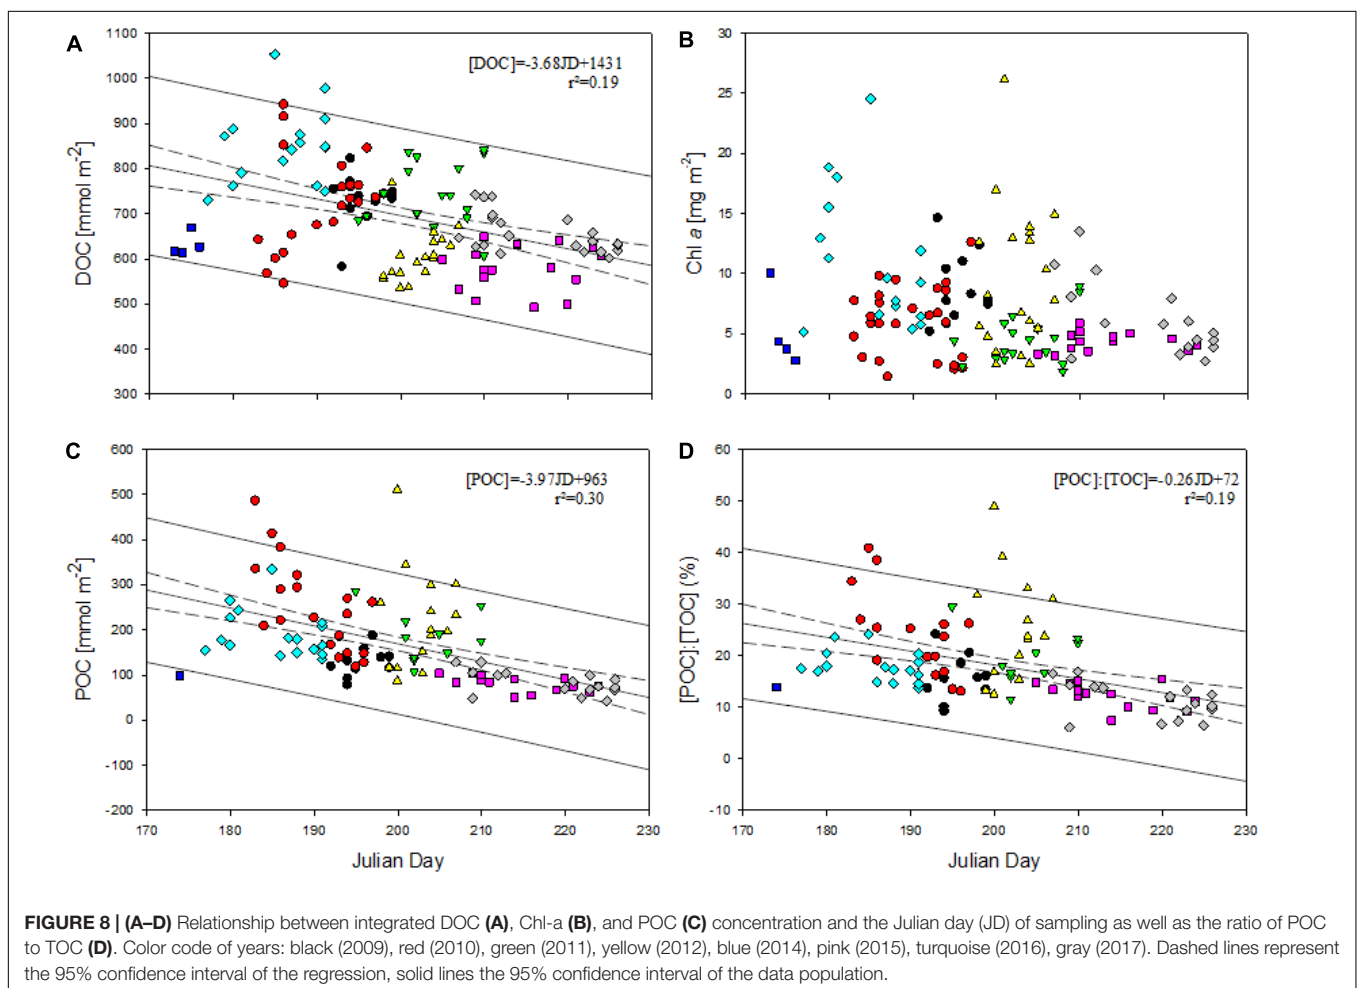 A
1100
1000
900
800
700
600
500
400
300
DOC [mmol m-2]
[DOC]=-3.68JD+1431
r²=0.19
B
30
25
20
15
10
5
0
Chl a [mg m-2]
C
600
500
400
300
200
100
0
-100
-200
POC [mmol m-2]
[POC]=-3.97JD+963
r²=0.30
170 180 190 200 210 220 230
Julian Day
D
60
50
40
30
20
10
0
-10
[POC]:[TOC] (%)
[POC]:[TOC]=-0.26JD+72
r²=0.19
170 180 190 200 210 220 230
Julian Day
FIGURE 8 | (A–D) Relationship between integrated DOC (A), Chl-a (B), and POC (C) concentration and the Julian day (JD) of sampling as well as the ratio of POC
to TOC (D). Color code of years: black (2009), red (2010), green (2011), yellow (2012), blue (2014), pink (2015), turquoise (2016), gray (2017). Dashed lines represent
the 95% confidence interval of the regression, solid lines the 95% confidence interval of the data population.